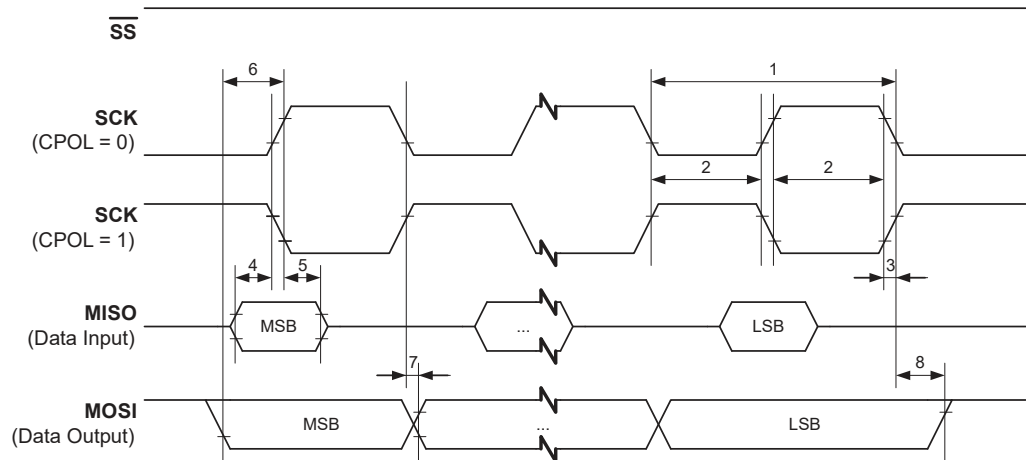 SS
6
1
SCK
(CPOL = 0)
2
2
SCK
(CPOL = 1)
4
5
3
MISO
(Data Input)
MSB
...
LSB
7
8
MOSI
(Data Output)
MSB
...
LSB